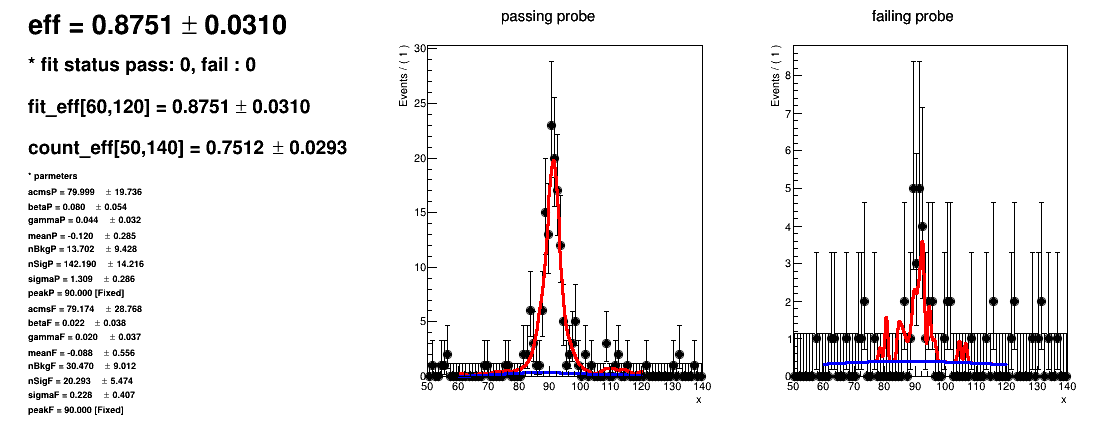 eff = 0.8751 ± 0.0310
* fit status pass: 0, fail : 0
fit_eff[60,120] = 0.8751 ± 0.0310
count_eff[50,140] = 0.7512 ± 0.0293
* parmeters
acmsP = 79.999 ± 19.736
betaP = 0.080 ± 0.054
gammaP = 0.044 ± 0.032
meanP = -0.120 ± 0.285
nBkgP = 13.702 ± 9.428
nSigP = 142.190 ± 14.216
sigmaP = 1.309 ± 0.286
peakP = 90.000 [Fixed]
acmsF = 79.174 ± 28.768
betaF = 0.022 ± 0.038
gammaF = 0.020 ± 0.037
meanF = -0.088 ± 0.556
nBkgF = 30.470 ± 9.012
nSigF = 20.293 ± 5.474
sigmaF = 0.228 ± 0.407
peakF = 90.000 [Fixed]
passing probe
Events / ( 1 )
30
25
20
15
10
5
0
50 60 70 80 90 100 110 120 130 140
x
failing probe
Events / ( 1 )
8
7
6
5
4
3
2
1
0
50 60 70 80 90 100 110 120 130 140
x